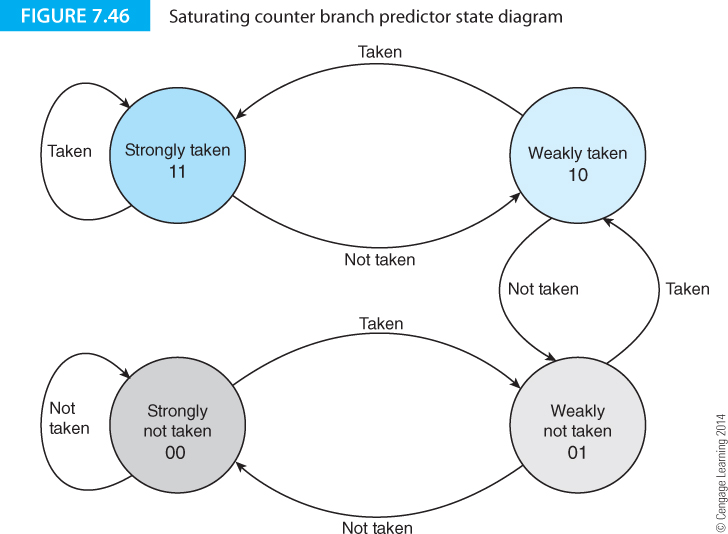 FIGURE 7.46 Saturating counter branch predictor state diagram
Taken
Taken
Strongly taken
11
Weakly taken
10
Not taken
Not taken
Taken
Taken
Not
taken
Strongly
not taken
00
Weakly
not taken
01
Not taken
© Cengage Learning 2014